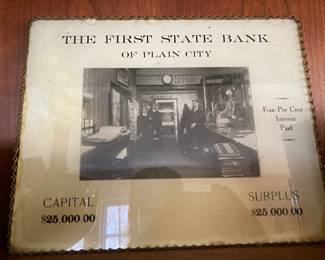 THE FIRST STATE BANK
OF PLAIN CITY
Four Per Cent
Interest
Paid
CAPITAL
$25,000.00
SURPLUS
$25,000.00